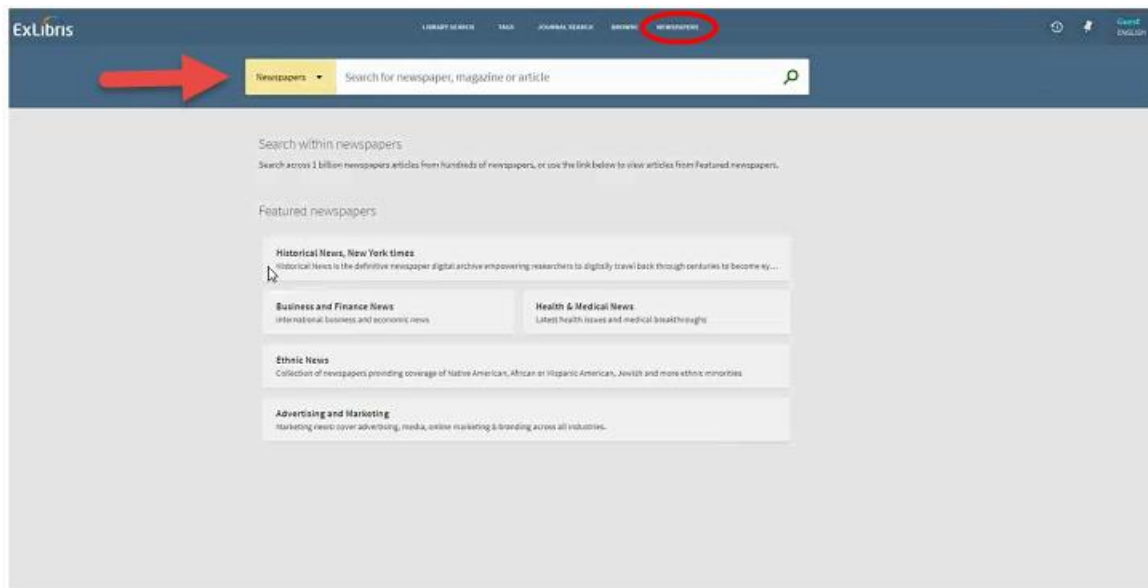 ExLibris
LIBRARY SEARCH TAGS JOURNAL SEARCH BROWSE NEWSPAPERS
Guest
ENGLISH
Newspapers Search for newspaper, magazine or article
Search within newspapers
Search across 1 billion newspapers articles from hundreds of newspapers, or use the link below to view articles from Featured newspapers.
Featured newspapers
Historical News, New York times
Historical News is the definitive newspaper digital archive empowering researchers to digitally travel back through centuries to become ey...
Business and Finance News Health & Medical News
International business and economic news Latest health issues and medical breakthroughs
Ethnic News
Collection of newspapers providing coverage of Native American, African or Hispanic American, Jewish and more ethnic minorities
Advertising and Marketing
Marketing news cover advertising, media, online marketing & branding across all industries.